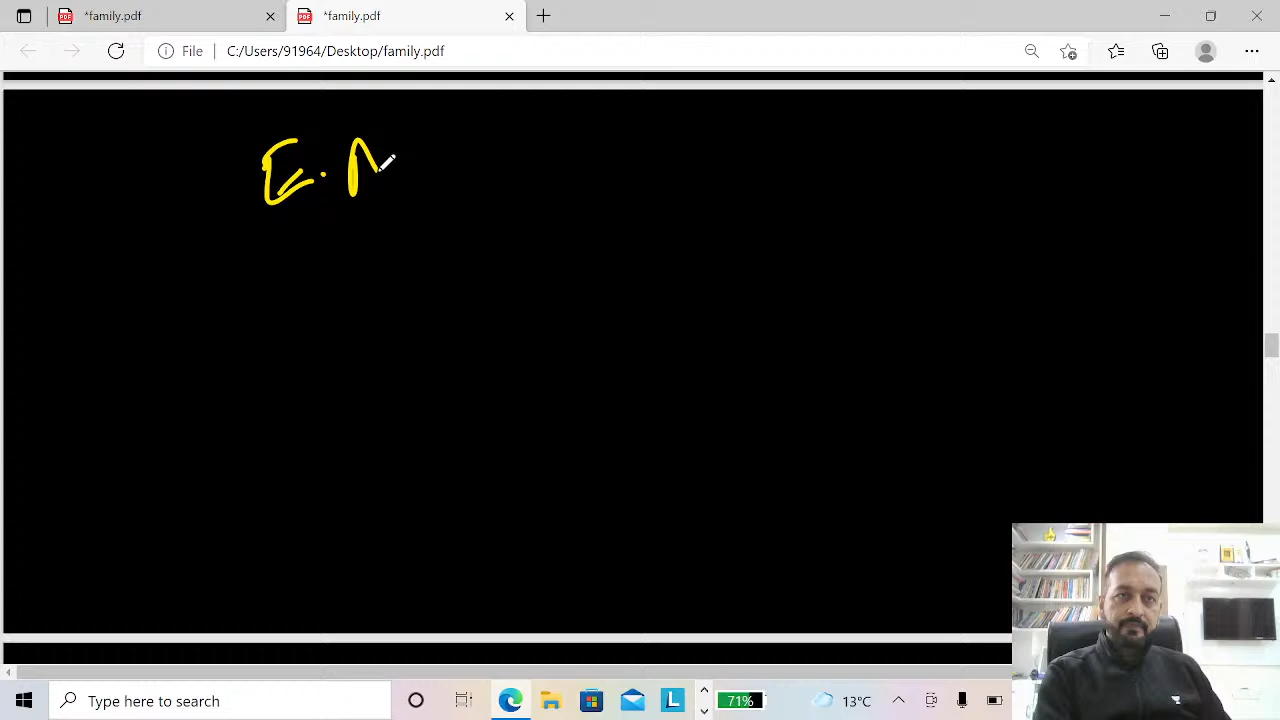 *family.pdf *family.pdf
File C:/Users/91964/Desktop/family.pdf
E.
Type here to search 71% 13°C